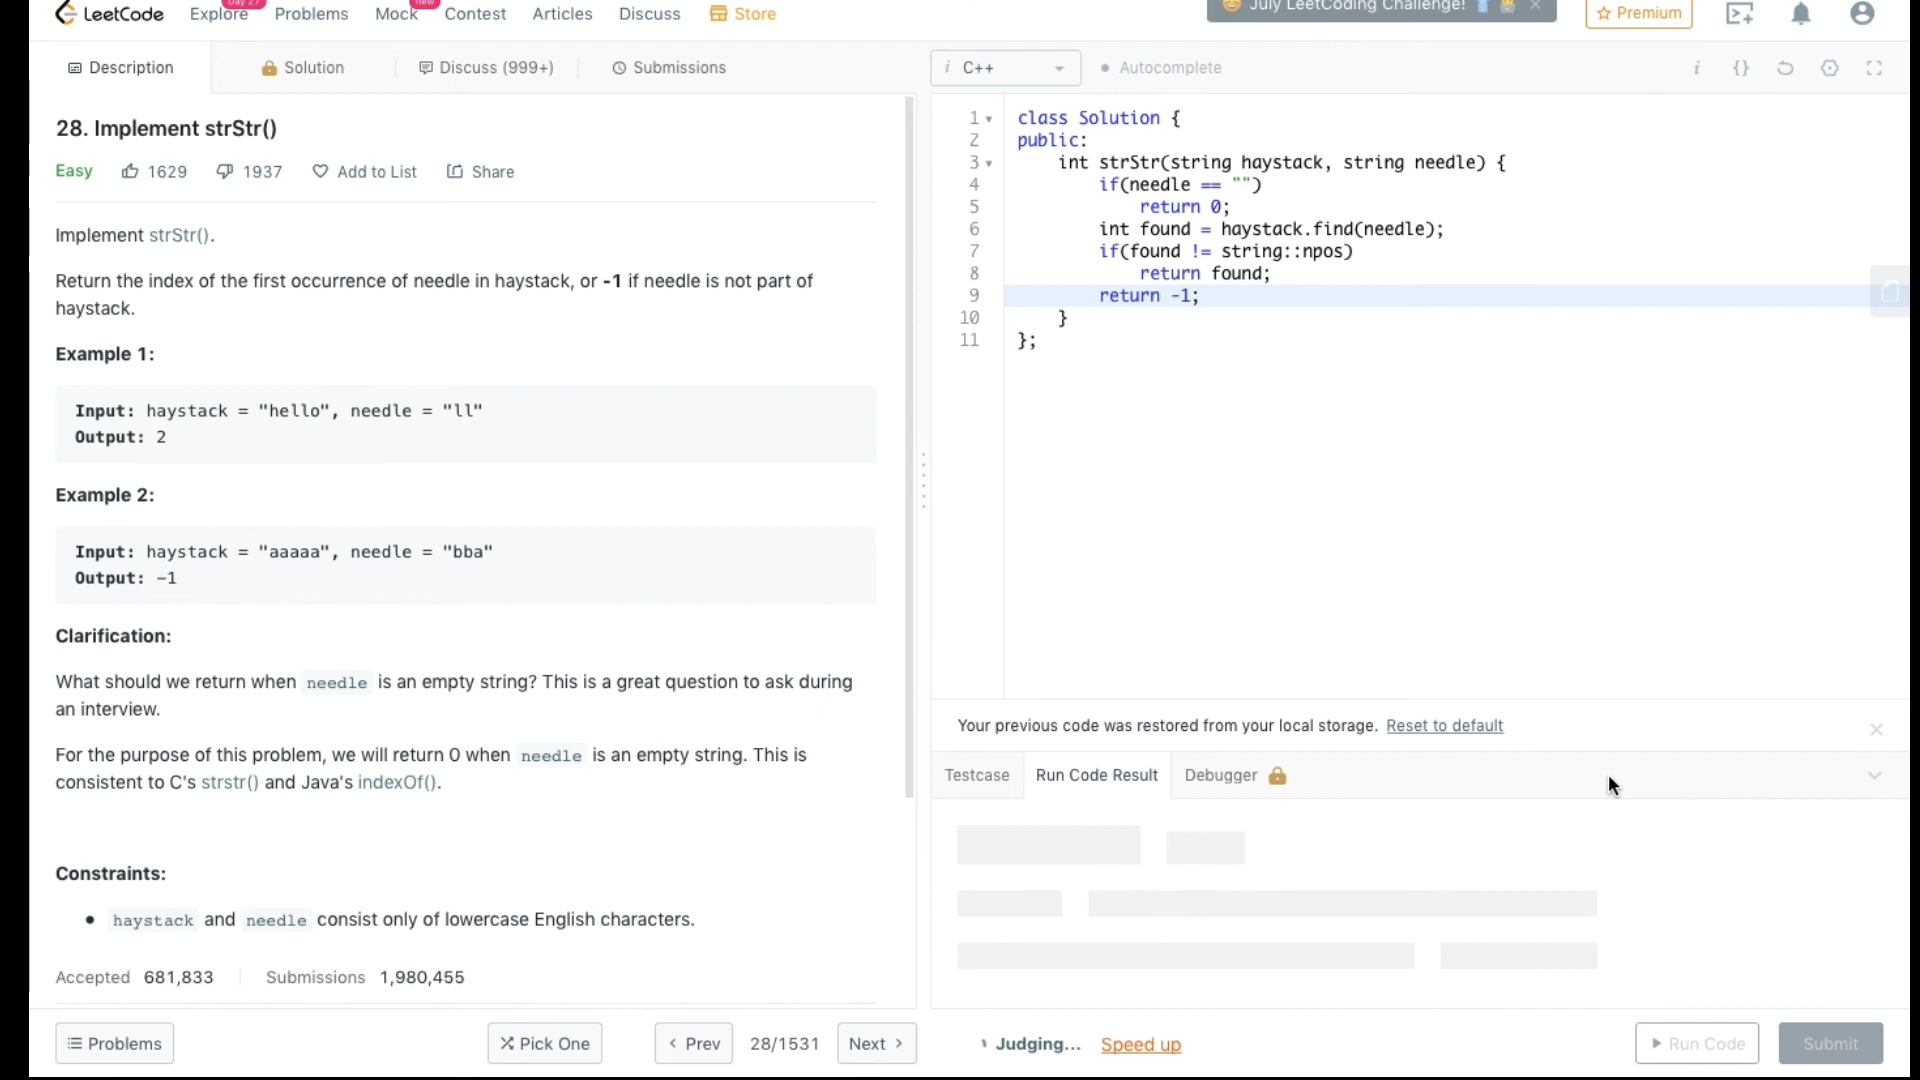 LeetCode Explore Day 27 Problems Mock new Contest Articles Discuss Store July LeetCoding Challenge! × Premium
Description Solution Discuss (999+) Submissions
28. Implement strStr()
Easy 1629 1937 Add to List Share
Implement strStr().
Return the index of the first occurrence of needle in haystack, or -1 if needle is not part of
haystack.
Example 1:
Input: haystack = "hello", needle = "ll"
Output: 2
Example 2:
Input: haystack = "aaaaa", needle = "bba"
Output: -1
Clarification:
What should we return when needle is an empty string? This is a great question to ask during
an interview.
For the purpose of this problem, we will return 0 when needle is an empty string. This is
consistent to C's strstr() and Java's indexOf().
Constraints:
• haystack and needle consist only of lowercase English characters.
Accepted 681,833 Submissions 1,980,455
Problems Pick One < Prev 28/1531 Next >
i C++ • Autocomplete i {}
1 class Solution {
2 public:
3 int strStr(string haystack, string needle) {
4 if(needle == "")
5 return 0;
6 int found = haystack.find(needle);
7 if(found != string::npos)
8 return found;
9 return -1;
10 }
11 };
Your previous code was restored from your local storage. Reset to default ×
Testcase Run Code Result Debugger
Judging... Speed up Run Code Submit